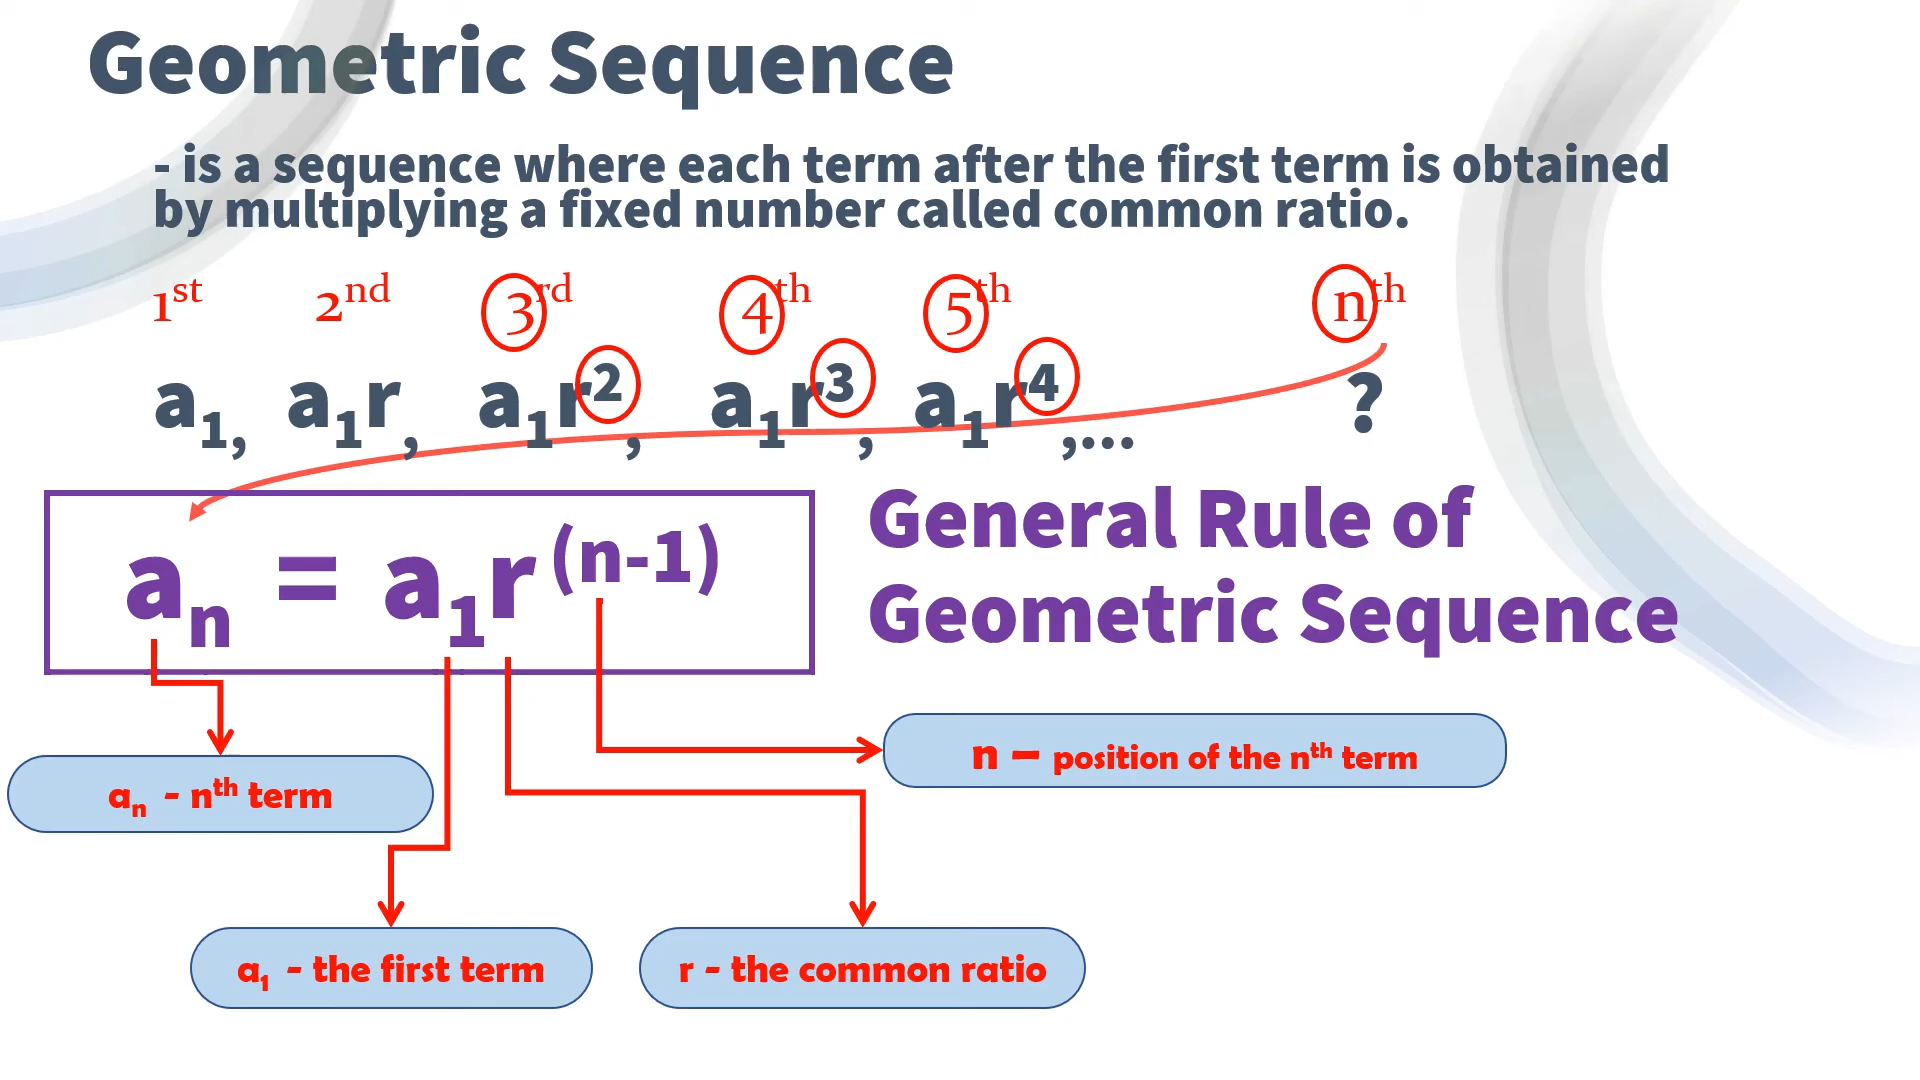 Geometric Sequence
- is a sequence where each term after the first term is obtained
by multiplying a fixed number called common ratio.
1st 2nd 3rd 4th 5th nth
a₁, a₁r, a₁r², a₁r³, a₁r⁴,... ?
aₙ = a₁r⁽ⁿ⁻¹⁾
General Rule of
Geometric Sequence
n – position of the nth term
aₙ - nth term
a₁ - the first term
r - the common ratio